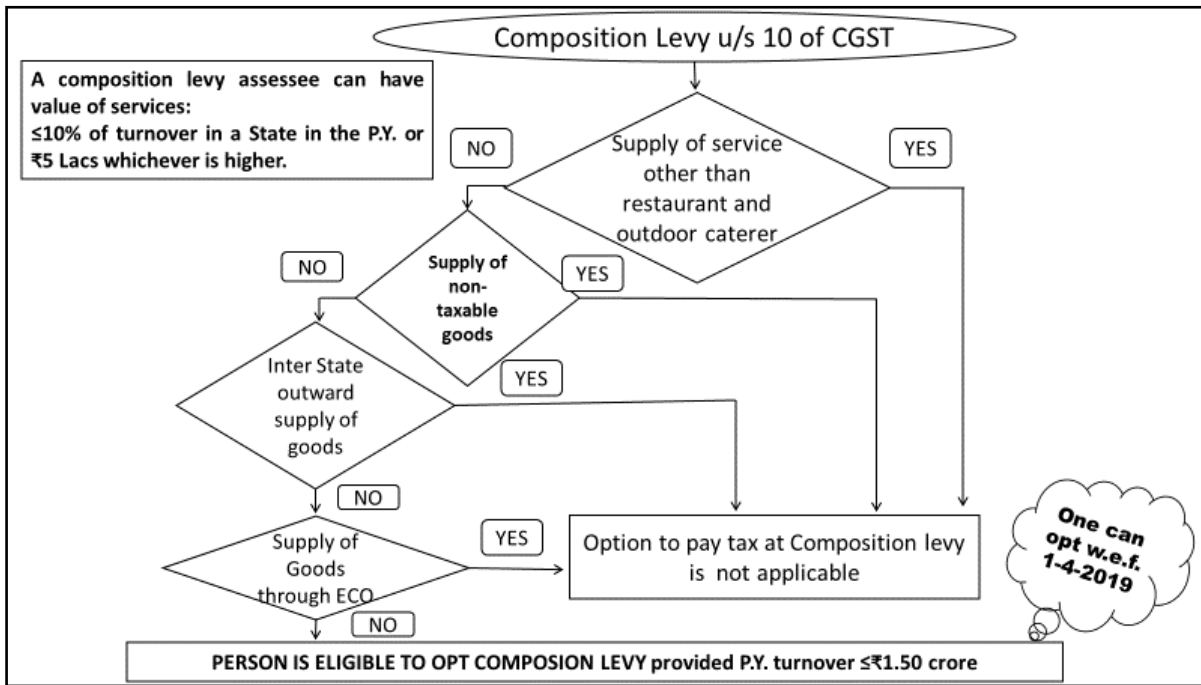 Composition Levy u/s 10 of CGST
A composition levy assessee can have
value of services:
≤10% of turnover in a State in the P.Y. or
₹5 Lacs whichever is higher.
NO
Supply of service
other than
restaurant and
outdoor caterer
YES
NO
Supply of
non-
taxable
goods
YES
Inter State
outward
supply of
goods
YES
NO
Supply of
Goods
through ECO
YES
Option to pay tax at Composition levy
is not applicable
One can
opt w.e.f.
1-4-2019
NO
PERSON IS ELIGIBLE TO OPT COMPOSION LEVY provided P.Y. turnover ≤₹1.50 crore